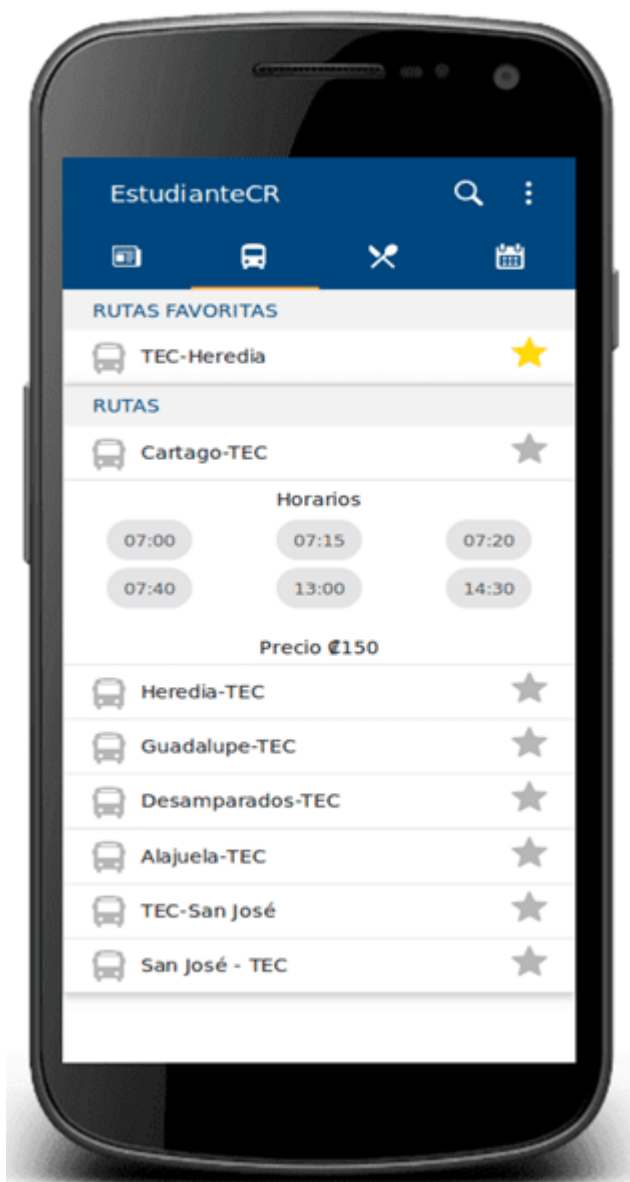 EstudianteCR
RUTAS FAVORITAS
TEC-Heredia
RUTAS
Cartago-TEC
Horarios
07:00 07:15 07:20
07:40 13:00 14:30
Precio ₡150
Heredia-TEC
Guadalupe-TEC
Desamparados-TEC
Alajuela-TEC
TEC-San José
San José - TEC